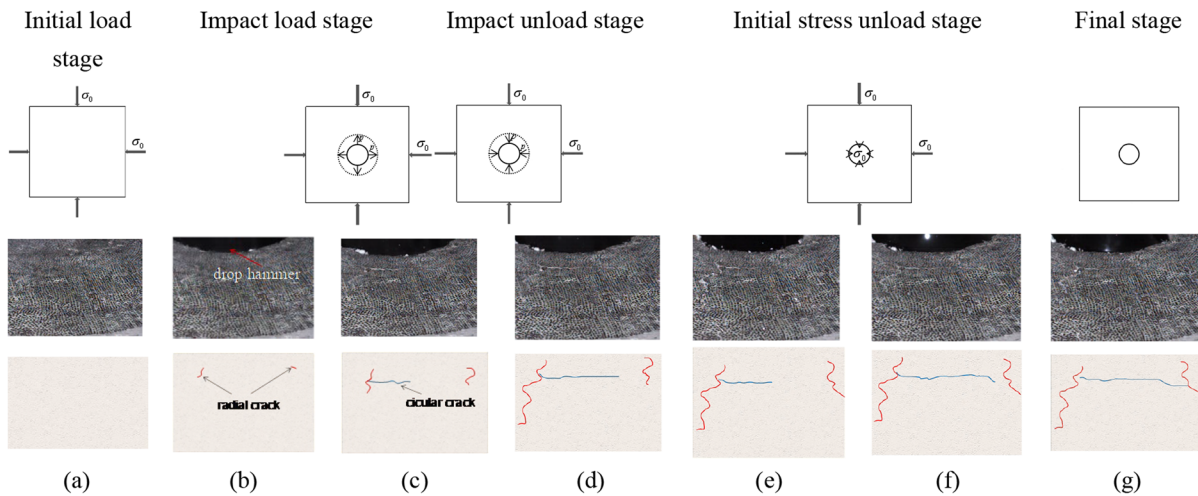 Initial load
stage
Impact load stage
Impact unload stage
Initial stress unload stage
Final stage
σ₀
σ₀
σ₀
p
p
σ₀
σ₀
p
p
σ₀
σ₀
σ₀
σ₀
drop hammer
radial crack
cicular crack
(a)
(b)
(c)
(d)
(e)
(f)
(g)